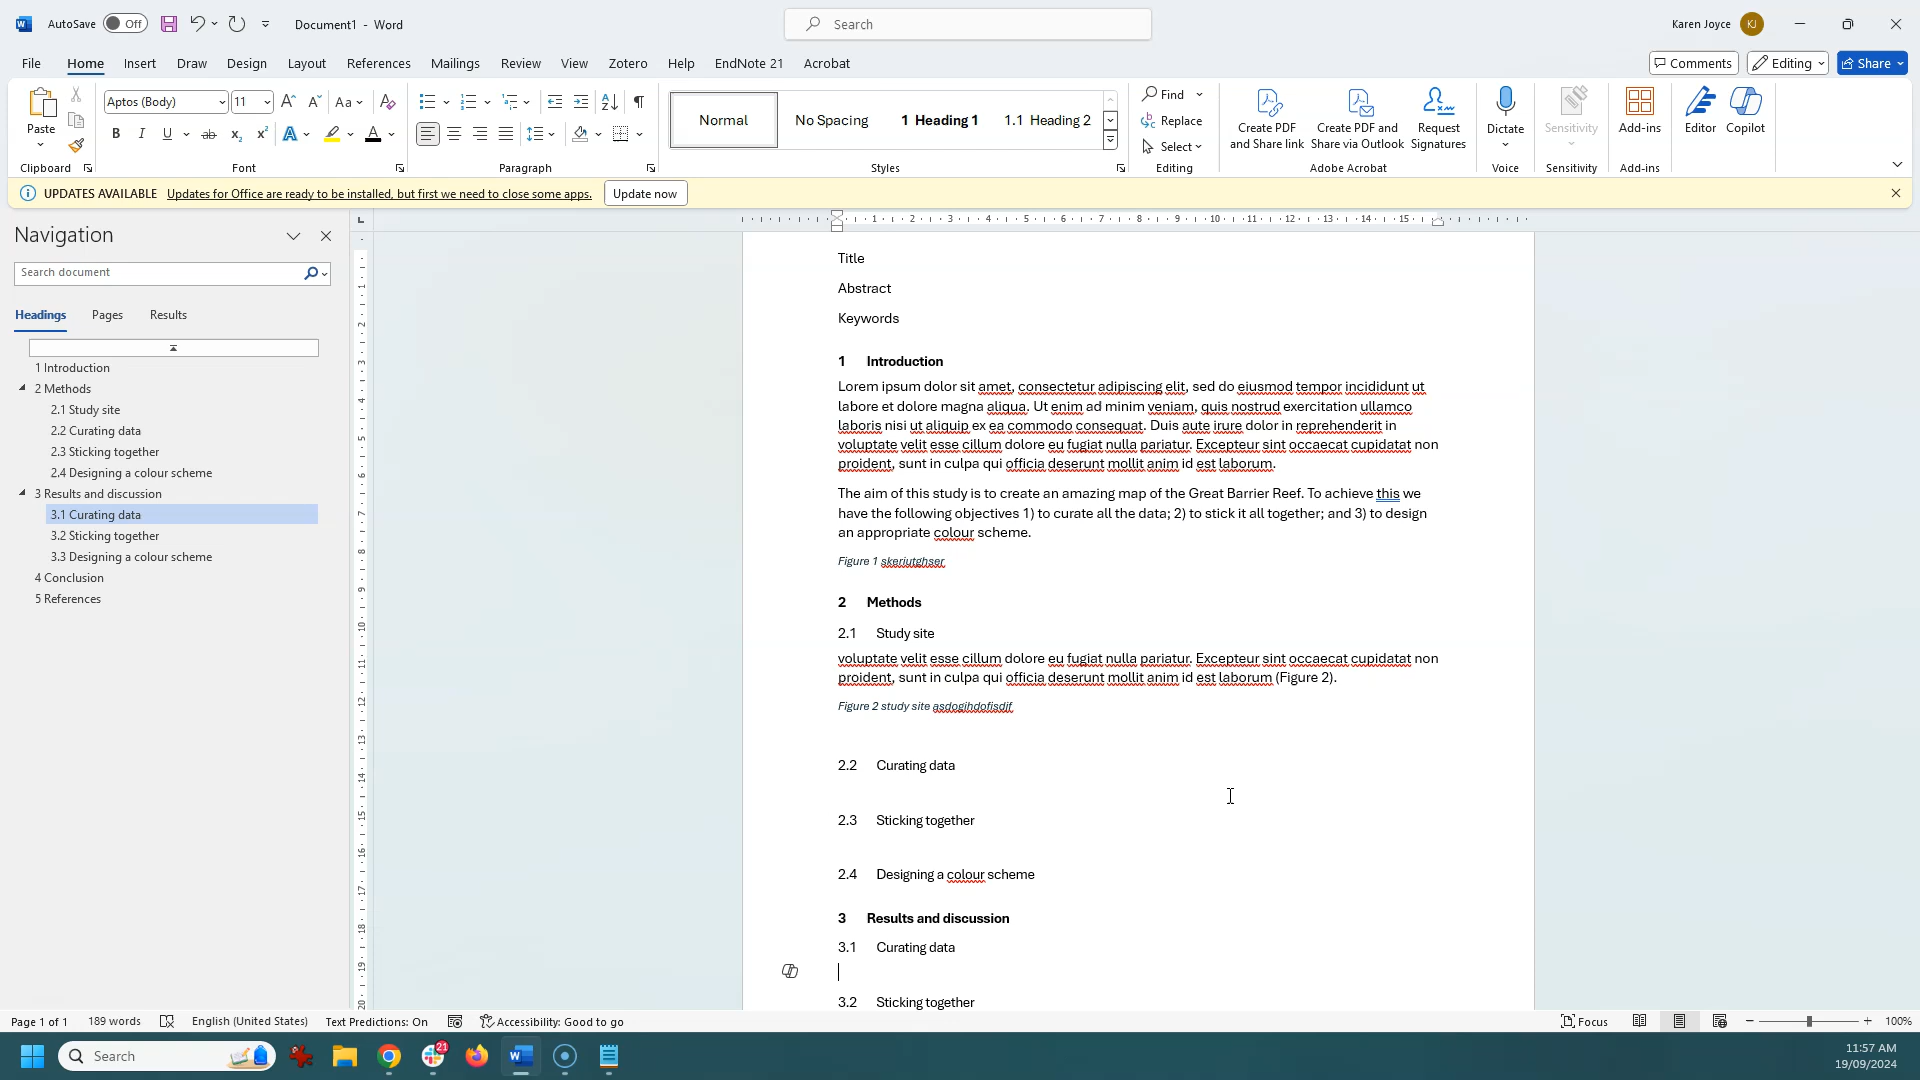 AutoSave Off Document1 - Word Search Karen Joyce KJ
File Home Insert Draw Design Layout References Mailings Review View Zotero Help EndNote 21 Acrobat Comments Editing Share
Paste Aptos (Body) 11 Normal No Spacing 1 Heading 1 1.1 Heading 2 Find Replace Select Create PDF and Share link Create PDF and Share via Outlook Request Signatures Dictate Sensitivity Add-ins Editor Copilot
Clipboard Font Paragraph Styles Editing Adobe Acrobat Voice Sensitivity Add-ins
UPDATES AVAILABLE Updates for Office are ready to be installed, but first we need to close some apps. Update now
Navigation
Search document
Headings Pages Results
1 Introduction
2 Methods
2.1 Study site
2.2 Curating data
2.3 Sticking together
2.4 Designing a colour scheme
3 Results and discussion
3.1 Curating data
3.2 Sticking together
3.3 Designing a colour scheme
4 Conclusion
5 References
Title
Abstract
Keywords
1 Introduction
Lorem ipsum dolor sit amet, consectetur adipiscing elit, sed do eiusmod tempor incididunt ut
labore et dolore magna aliqua. Ut enim ad minim veniam, quis nostrud exercitation ullamco
laboris nisi ut aliquip ex ea commodo consequat. Duis aute irure dolor in reprehenderit in
voluptate velit esse cillum dolore eu fugiat nulla pariatur. Excepteur sint occaecat cupidatat non
proident, sunt in culpa qui officia deserunt mollit anim id est laborum.
The aim of this study is to create an amazing map of the Great Barrier Reef. To achieve this we
have the following objectives 1) to curate all the data; 2) to stick it all together; and 3) to design
an appropriate colour scheme.
Figure 1 skeriutghser
2 Methods
2.1 Study site
voluptate velit esse cillum dolore eu fugiat nulla pariatur. Excepteur sint occaecat cupidatat non
proident, sunt in culpa qui officia deserunt mollit anim id est laborum (Figure 2).
Figure 2 study site asdogihdofisdjf
2.2 Curating data
2.3 Sticking together
2.4 Designing a colour scheme
3 Results and discussion
3.1 Curating data
3.2 Sticking together
Page 1 of 1 189 words English (United States) Text Predictions: On Accessibility: Good to go Focus 100%
Search 21 11:57 AM
19/09/2024